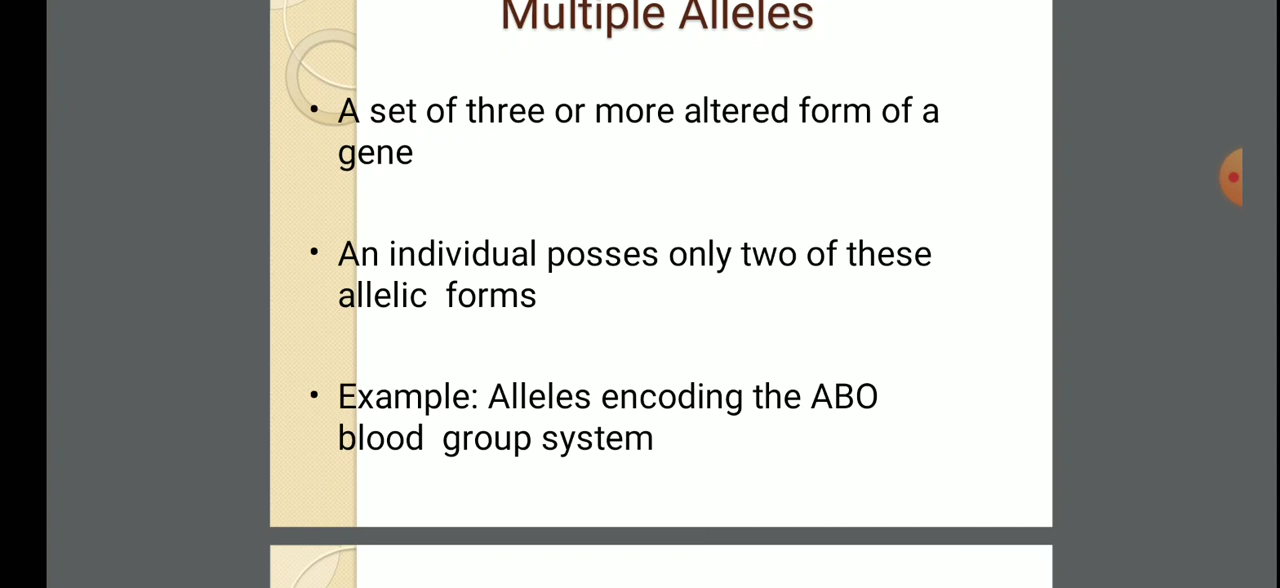 Multiple Alleles
• A set of three or more altered form of a
gene
• An individual posses only two of these
allelic forms
• Example: Alleles encoding the ABO
blood group system